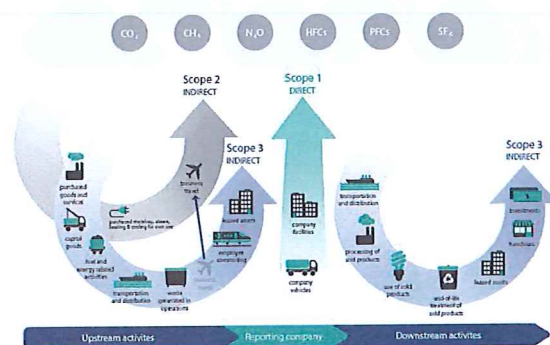 CO₂ CH₄ N₂O HFCs PFCs SF₆
Scope 2
INDIRECT
Scope 1
DIRECT
Scope 3
INDIRECT
Scope 3
INDIRECT
purchased
goods and
services
capital
goods
fuel and
energy related
activities
purchased electricity, steam,
heating & cooling for own use
transportation
and distribution
waste
generated in
operations
business
travel
business
travel
employee
commuting
leased assets
company
facilities
company
vehicles
transportation
and distribution
processing of
sold products
use of sold
products
end-of-life
treatment of
sold products
leased assets
franchises
investments
Upstream activites Reporting company Downstream activites